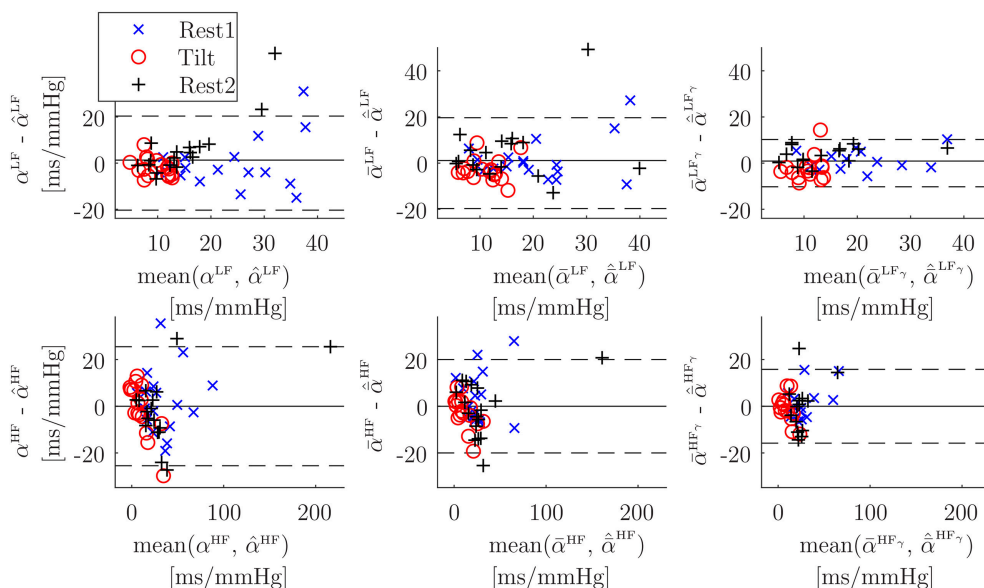 Rest1
Tilt
Rest2
α^LF - α̂^LF
[ms/mmHg]
20
0
-20
10 20 30 40
mean(α^LF, α̂^LF)
[ms/mmHg]
ᾱ^LF - ᾱ̂^LF
40
20
0
-20
10 20 30 40
mean(ᾱ^LF, ᾱ̂^LF)
[ms/mmHg]
ᾱ^LFγ - ᾱ̂^LFγ
40
20
0
-20
10 20 30 40
mean(ᾱ^LFγ, ᾱ̂^LFγ)
[ms/mmHg]
α^HF - α̂^HF
[ms/mmHg]
20
0
-20
0 100 200
mean(α^HF, α̂^HF)
[ms/mmHg]
ᾱ^HF - ᾱ̂^HF
20
0
-20
0 100 200
mean(ᾱ^HF, ᾱ̂^HF)
[ms/mmHg]
ᾱ^HFγ - ᾱ̂^HFγ
20
0
-20
0 100 200
mean(ᾱ^HFγ, ᾱ̂^HFγ)
[ms/mmHg]